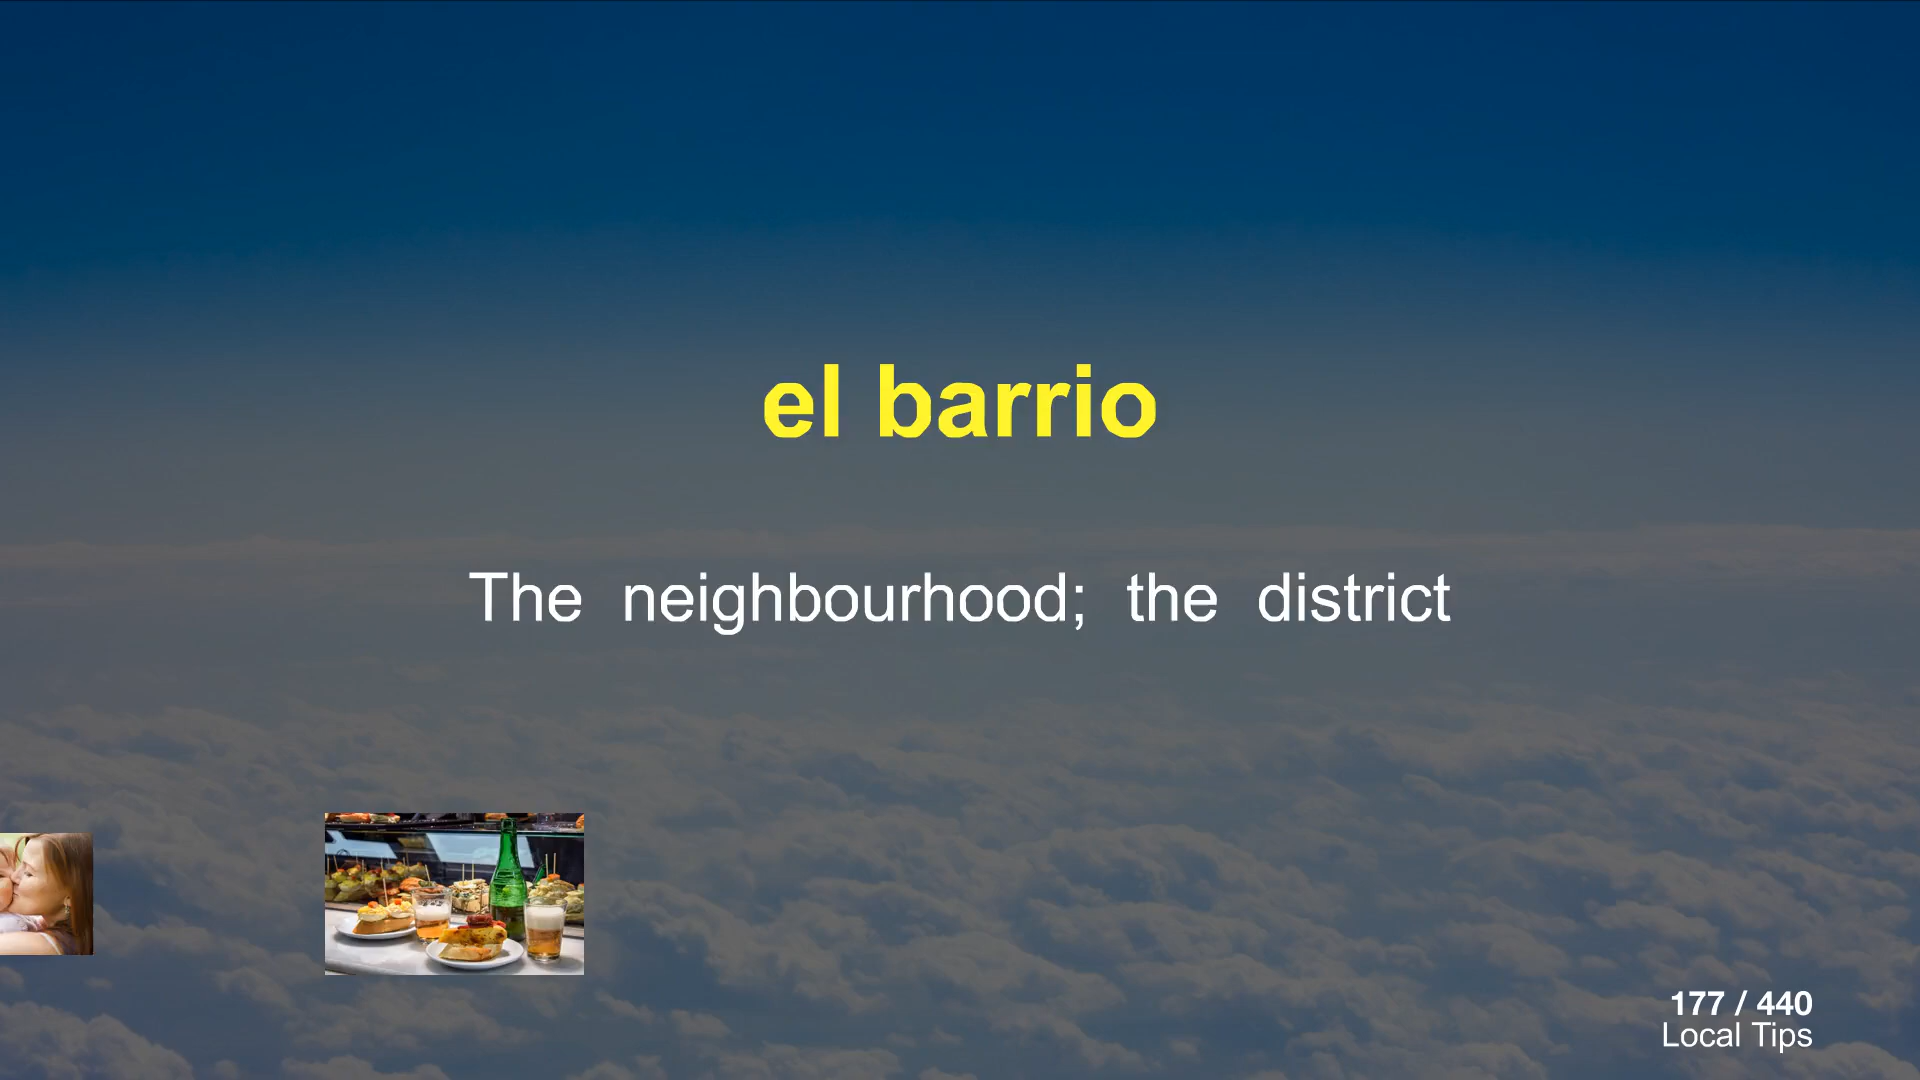 el barrio
The neighbourhood; the district
177 / 440
Local Tips